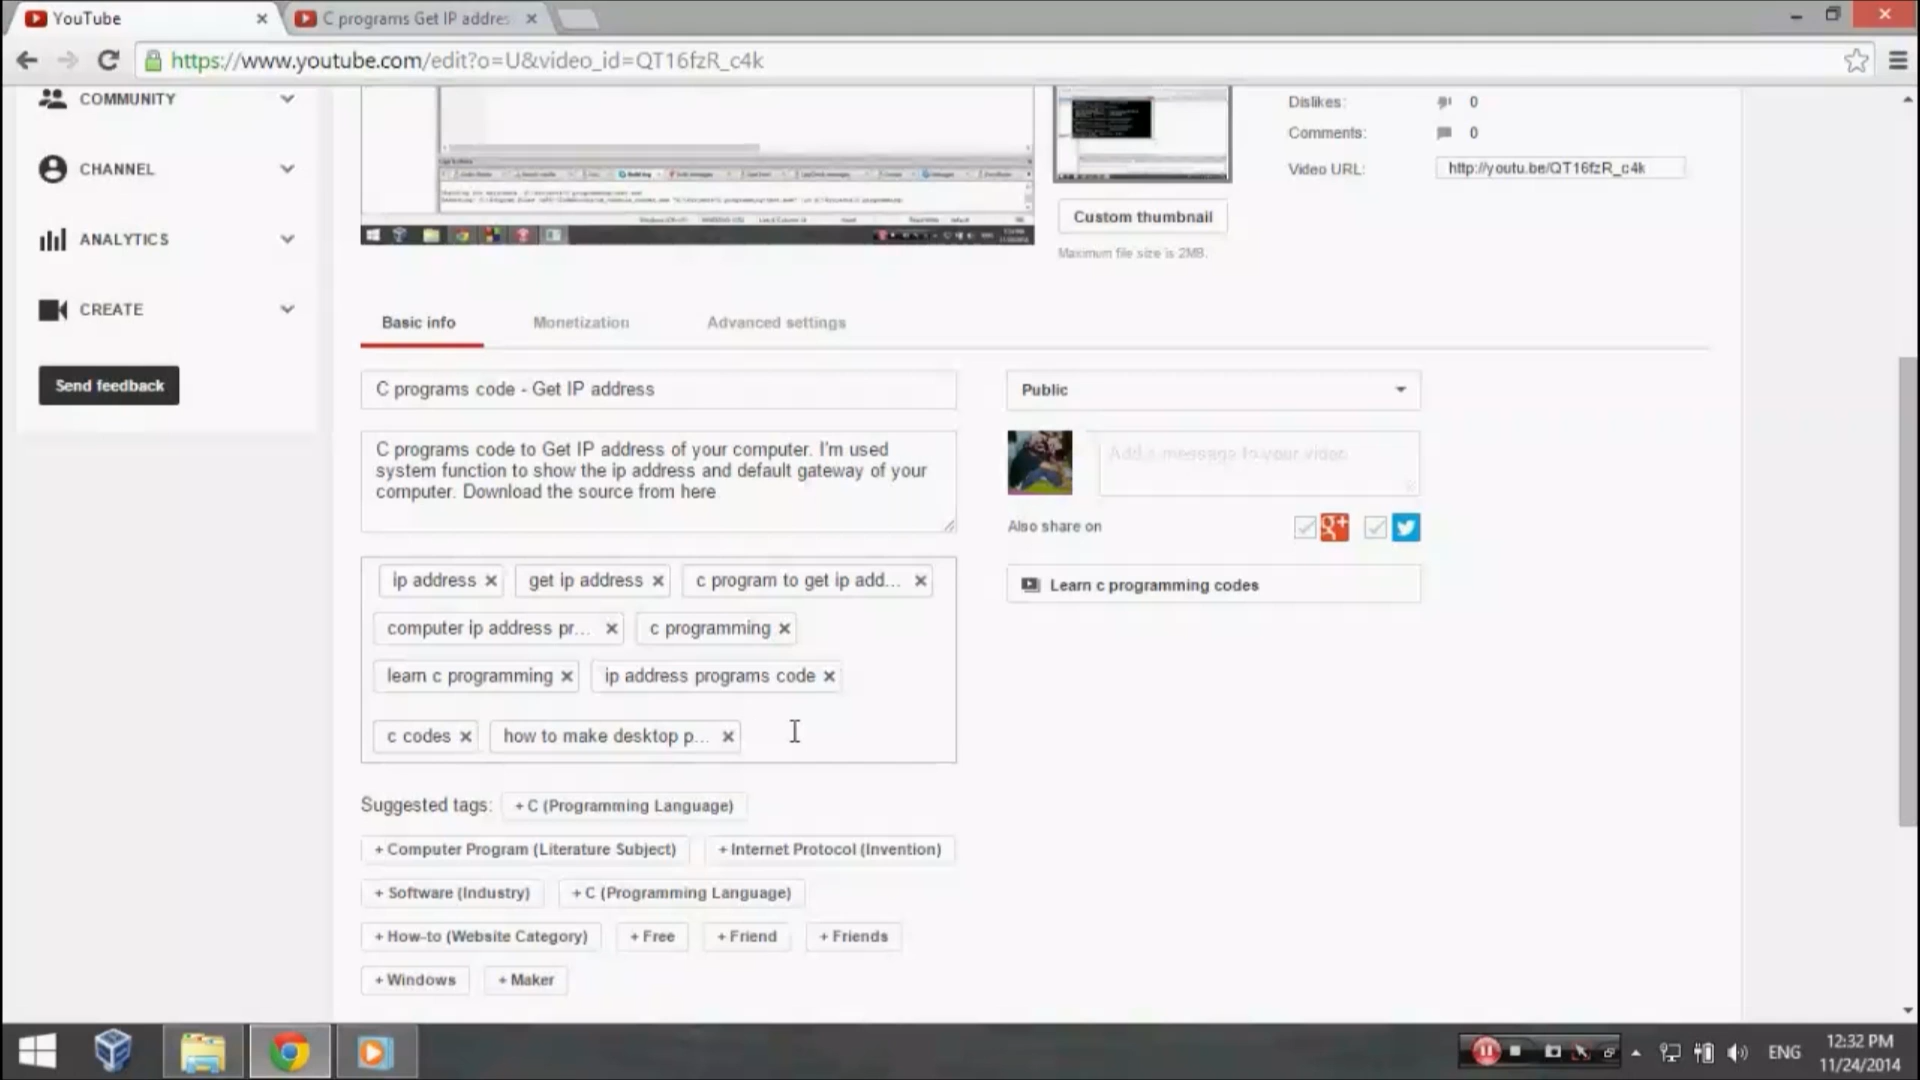 YouTube
C programs Get IP addres
https://www.youtube.com/edit?o=U&video_id=QT16fzR_c4k
COMMUNITY
CHANNEL
ANALYTICS
CREATE
Send feedback
Dislikes: 0
Comments: 0
Video URL: http://youtu.be/QT16fzR_c4k
Custom thumbnail
Maximum file size is 2MB.
Basic info Monetization Advanced settings
C programs code - Get IP address
Public
C programs code to Get IP address of your computer. I'm used
system function to show the ip address and default gateway of your
computer. Download the source from here
Add a message to your video
Also share on
Learn c programming codes
ip address get ip address c program to get ip add...
computer ip address pr... c programming
learn c programming ip address programs code
c codes how to make desktop p...
Suggested tags: + C (Programming Language)
+ Computer Program (Literature Subject) + Internet Protocol (Invention)
+ Software (Industry) + C (Programming Language)
+ How-to (Website Category) + Free + Friend + Friends
+ Windows + Maker
ENG
12:32 PM
11/24/2014